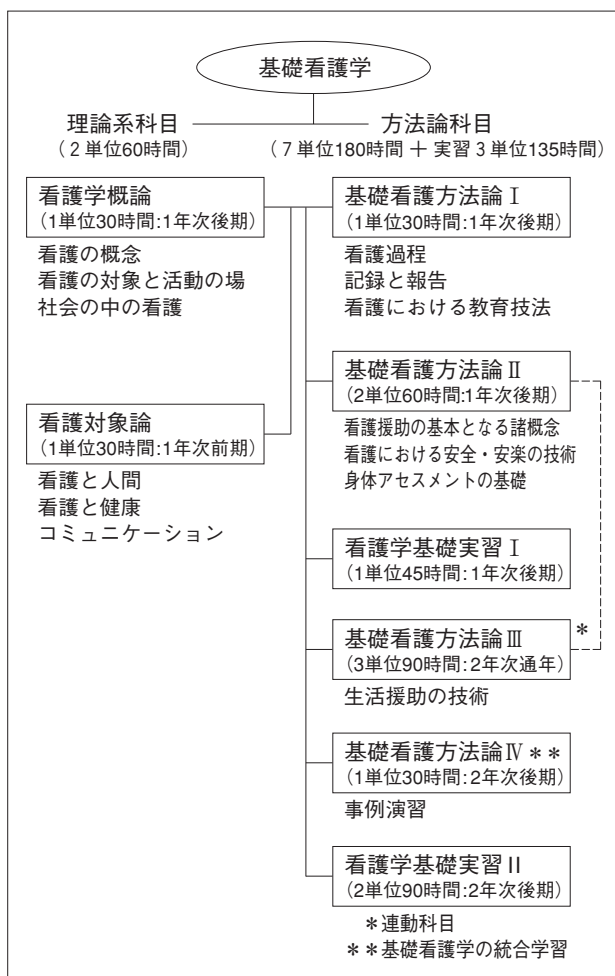 基礎看護学
理論系科目
(2単位60時間)
方法論科目
(7単位180時間 + 実習3単位135時間)
看護学概論
(1単位30時間:1年次後期)
看護の概念
看護の対象と活動の場
社会の中の看護
看護対象論
(1単位30時間:1年次前期)
看護と人間
看護と健康
コミュニケーション
基礎看護方法論Ⅰ
(1単位30時間:1年次後期)
看護過程
記録と報告
看護における教育技法
基礎看護方法論Ⅱ
(2単位60時間:1年次後期)
看護援助の基本となる諸概念
看護における安全・安楽の技術
身体アセスメントの基礎
看護学基礎実習Ⅰ
(1単位45時間:1年次後期)
基礎看護方法論Ⅲ
(3単位90時間:2年次通年)
*
生活援助の技術
基礎看護方法論Ⅳ**
(1単位30時間:2年次後期)
事例演習
看護学基礎実習II
(2単位90時間:2年次後期)
*連動科目
**基礎看護学の統合学習